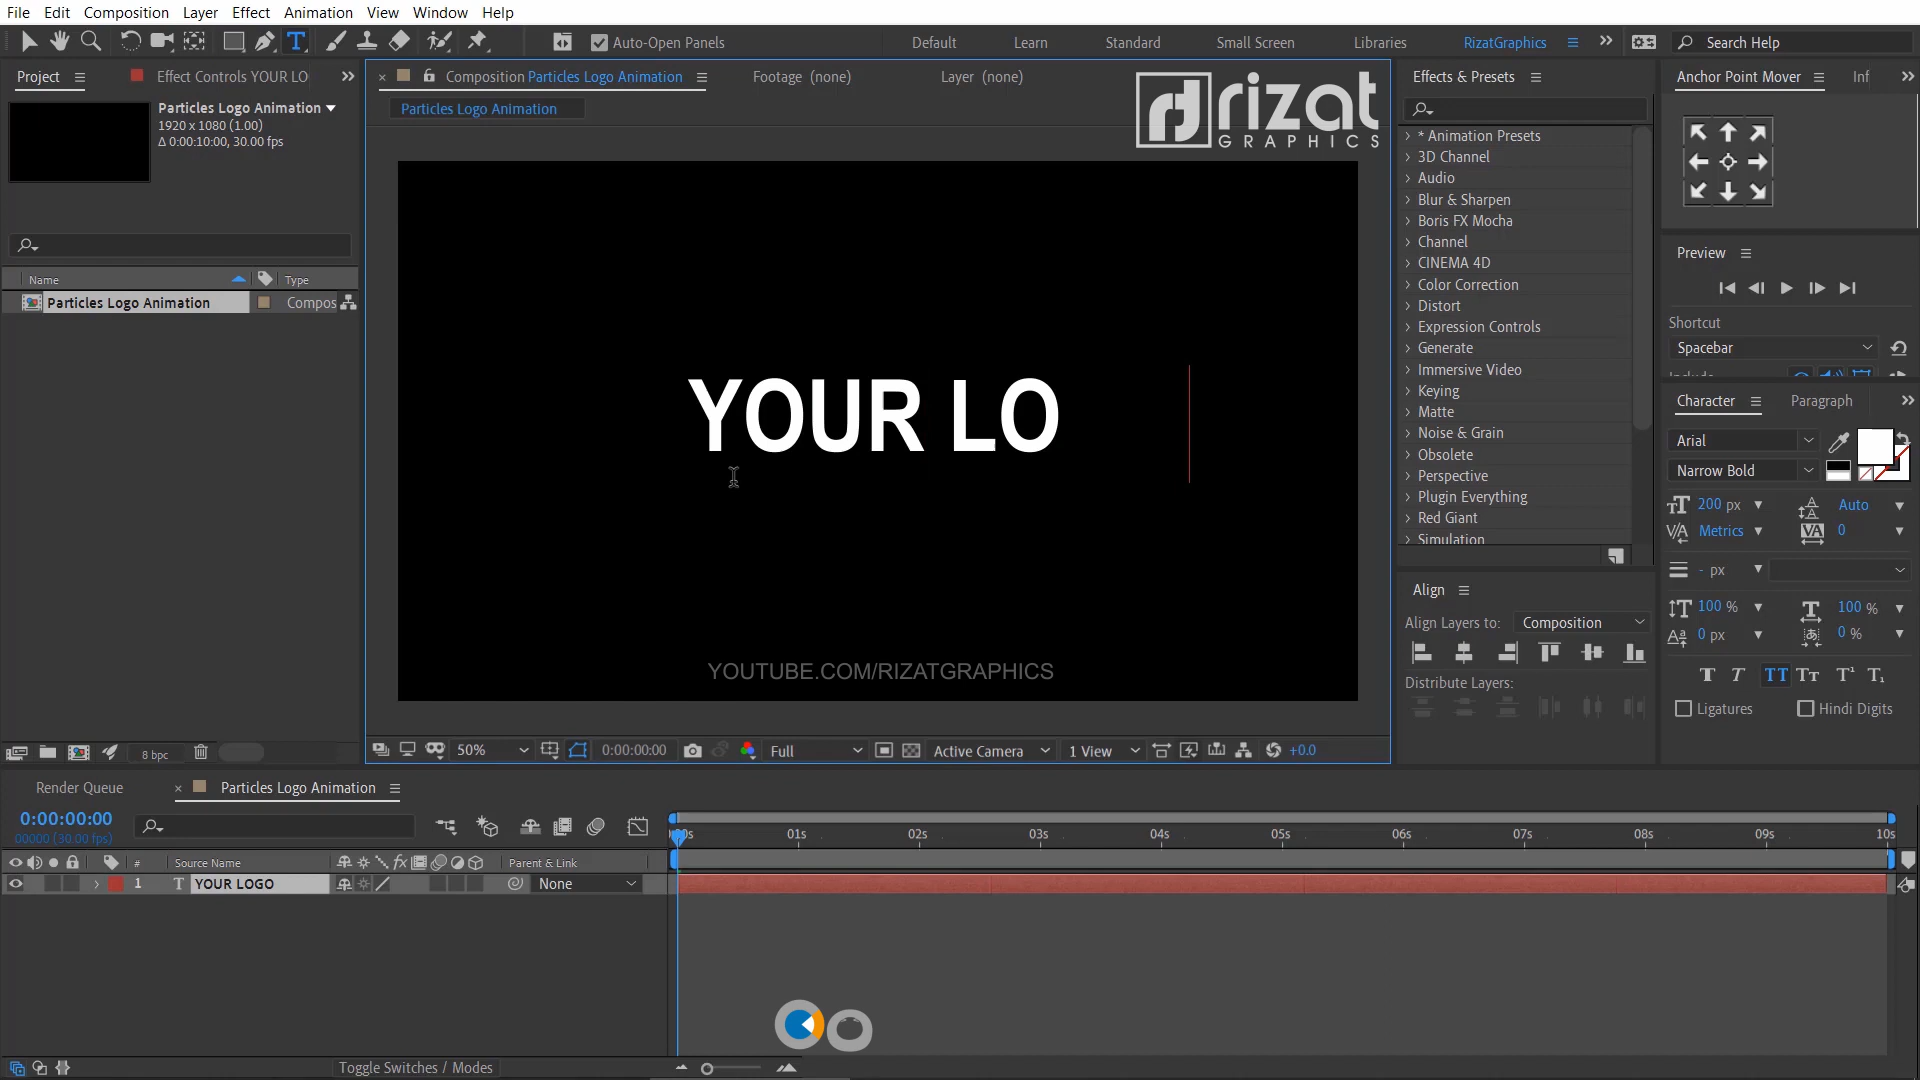 File Edit Composition Layer Effect Animation View Window Help
Auto-Open Panels Default Learn Standard Small Screen Libraries RizatGraphics Search Help
Project Effect Controls YOUR LO
Particles Logo Animation
1920 x 1080 (1.00)
Δ 0:00:10:00, 30.00 fps
Name Type
Particles Logo Animation Compos
8 bpc
Composition Particles Logo Animation Footage (none) Layer (none)
Particles Logo Animation
rizat
GRAPHICS
YOUR LO
YOUTUBE.COM/RIZATGRAPHICS
50% 0:00:00:00 Full Active Camera 1 View +0.0
Effects & Presets
* Animation Presets
3D Channel
Audio
Blur & Sharpen
Boris FX Mocha
Channel
CINEMA 4D
Color Correction
Distort
Expression Controls
Generate
Immersive Video
Keying
Matte
Noise & Grain
Obsolete
Perspective
Plugin Everything
Red Giant
Simulation
Align
Align Layers to: Composition
Distribute Layers:
Anchor Point Mover Inf
Preview
Shortcut
Spacebar
Include
Character Paragraph
Arial
Narrow Bold
200 px Auto
Metrics 0
- px
100 % 100 %
0 px 0 %
Ligatures Hindi Digits
Render Queue Particles Logo Animation
0:00:00:00
00000 (30.00 fps)
01s 02s 03s 04s 05s 06s 07s 08s 09s 10s
# Source Name Parent & Link
1 T YOUR LOGO None
Toggle Switches / Modes